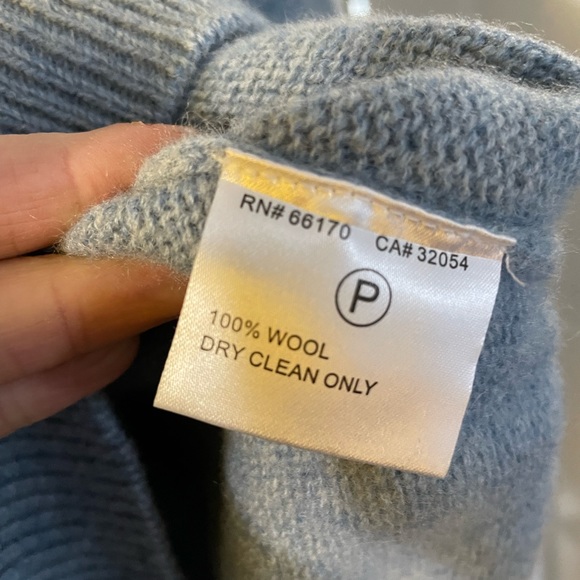 RN# 66170 CA# 32054
P
100% WOOL
DRY CLEAN ONLY